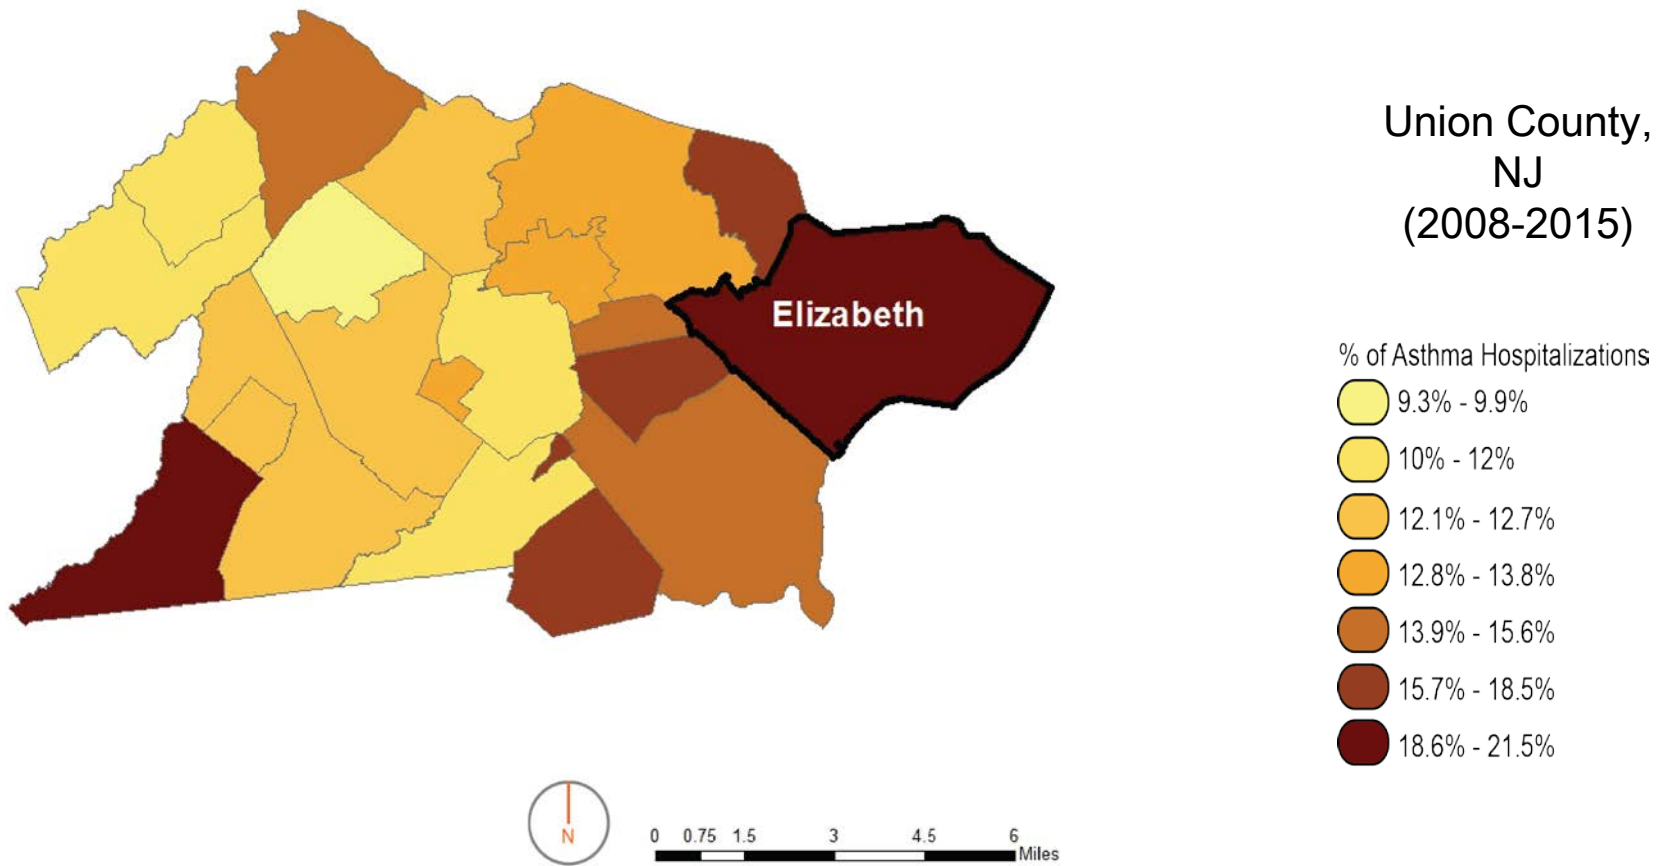 Union County,
NJ
(2008-2015)
Elizabeth
% of Asthma Hospitalizations
9.3% - 9.9%
10% - 12%
12.1% - 12.7%
12.8% - 13.8%
13.9% - 15.6%
15.7% - 18.5%
18.6% - 21.5%
N
0 0.75 1.5 3 4.5 6
Miles